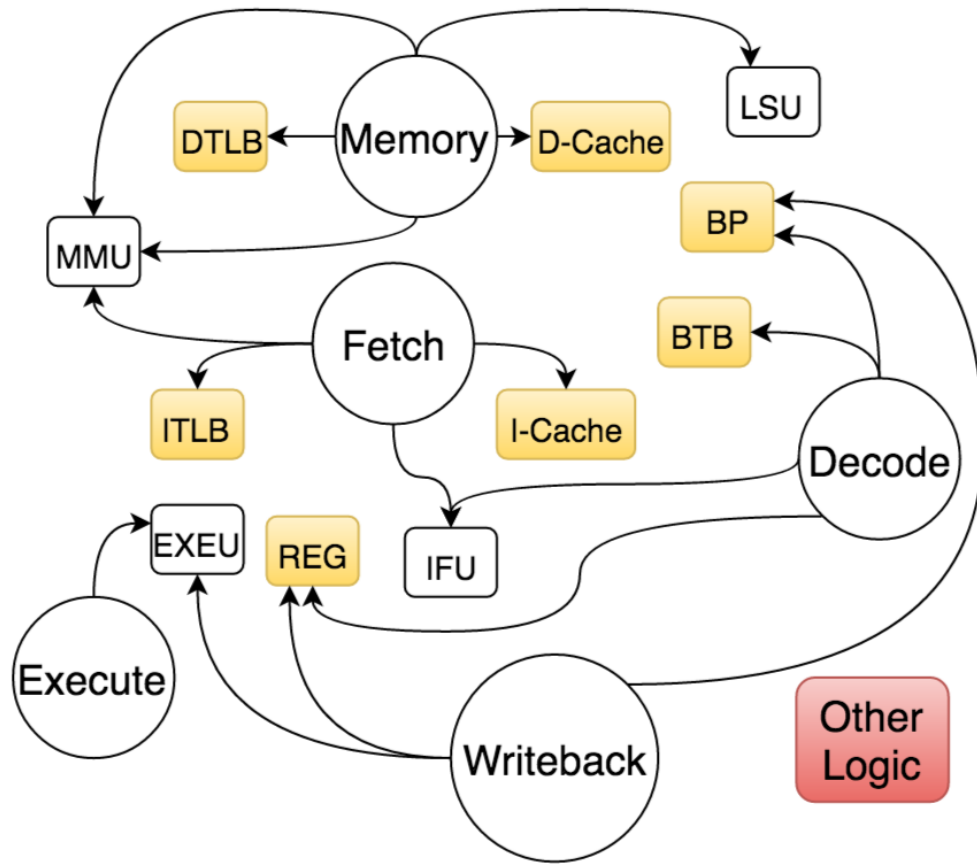 LSU
DTLB
Memory
D-Cache
BP
MMU
Fetch
BTB
ITLB
I-Cache
Decode
EXEU
REG
IFU
Execute
Writeback
Other
Logic